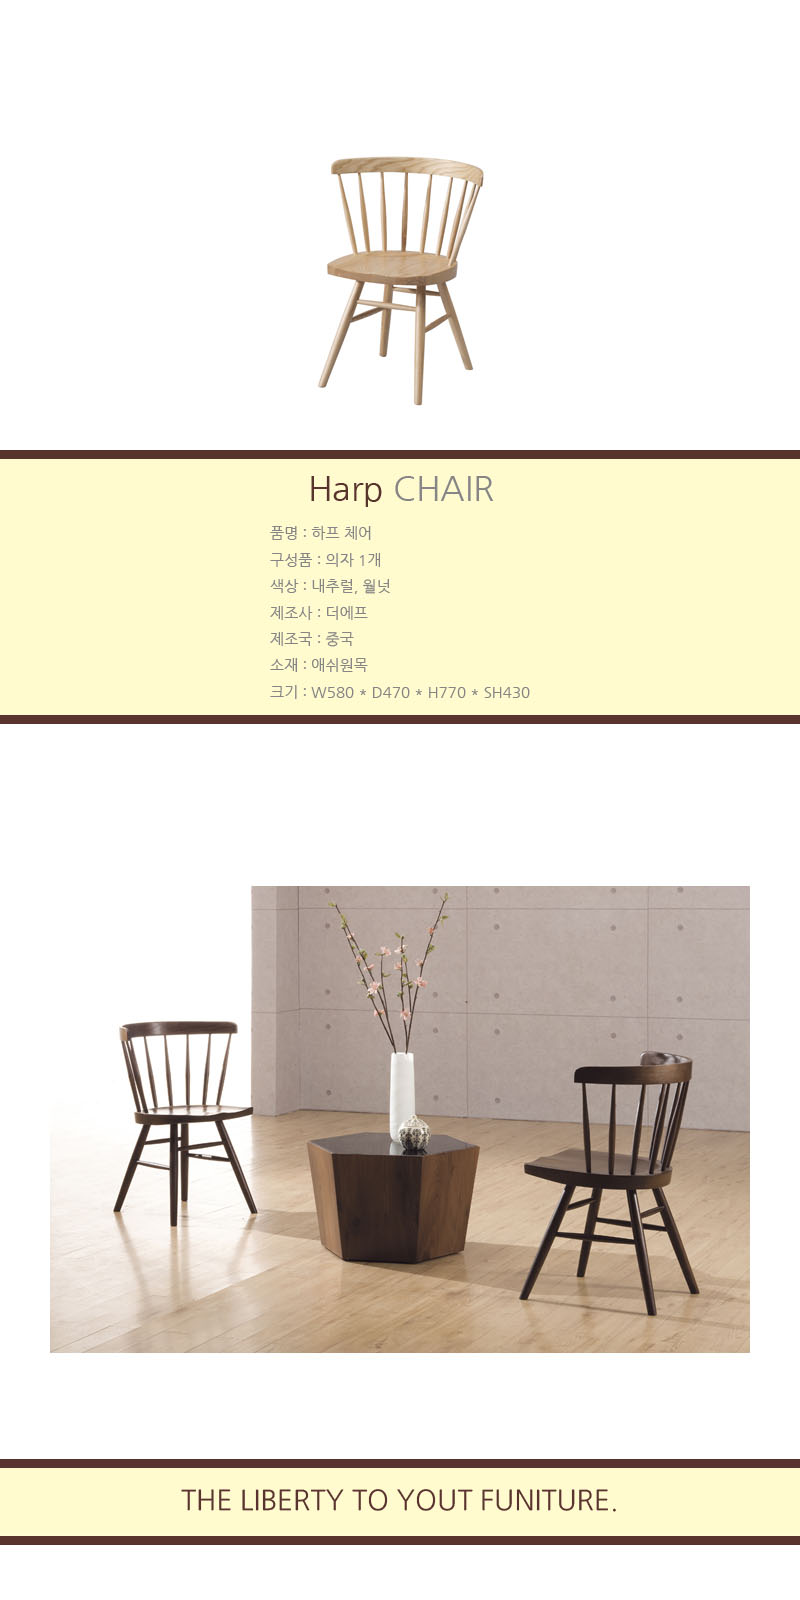 Harp CHAIR
품명 : 하프 체어
구성품 : 의자 1개
색상 : 내추럴, 월넛
제조사 : 더에프
제조국 : 중국
소재 : 애쉬원목
크기 : W580 * D470 * H770 * SH430
THE LIBERTY TO YOUT FUNITURE.